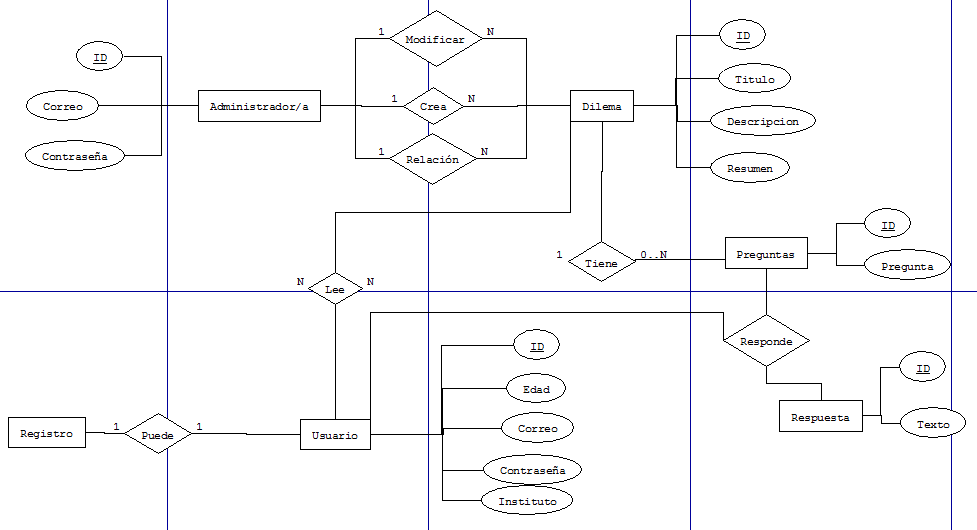 1
Modificar
N
ID
ID
Titulo
Correo
Administrador/a
1
Crea
N
Dilema
Descripcion
Contraseña
1
Relación
N
Resumen
ID
1
Tiene
0..N
Preguntas
Pregunta
N
Lee
N
ID
Responde
ID
Edad
Registro
1
Puede
1
Usuario
Correo
Respuesta
Texto
Contraseña
Instituto